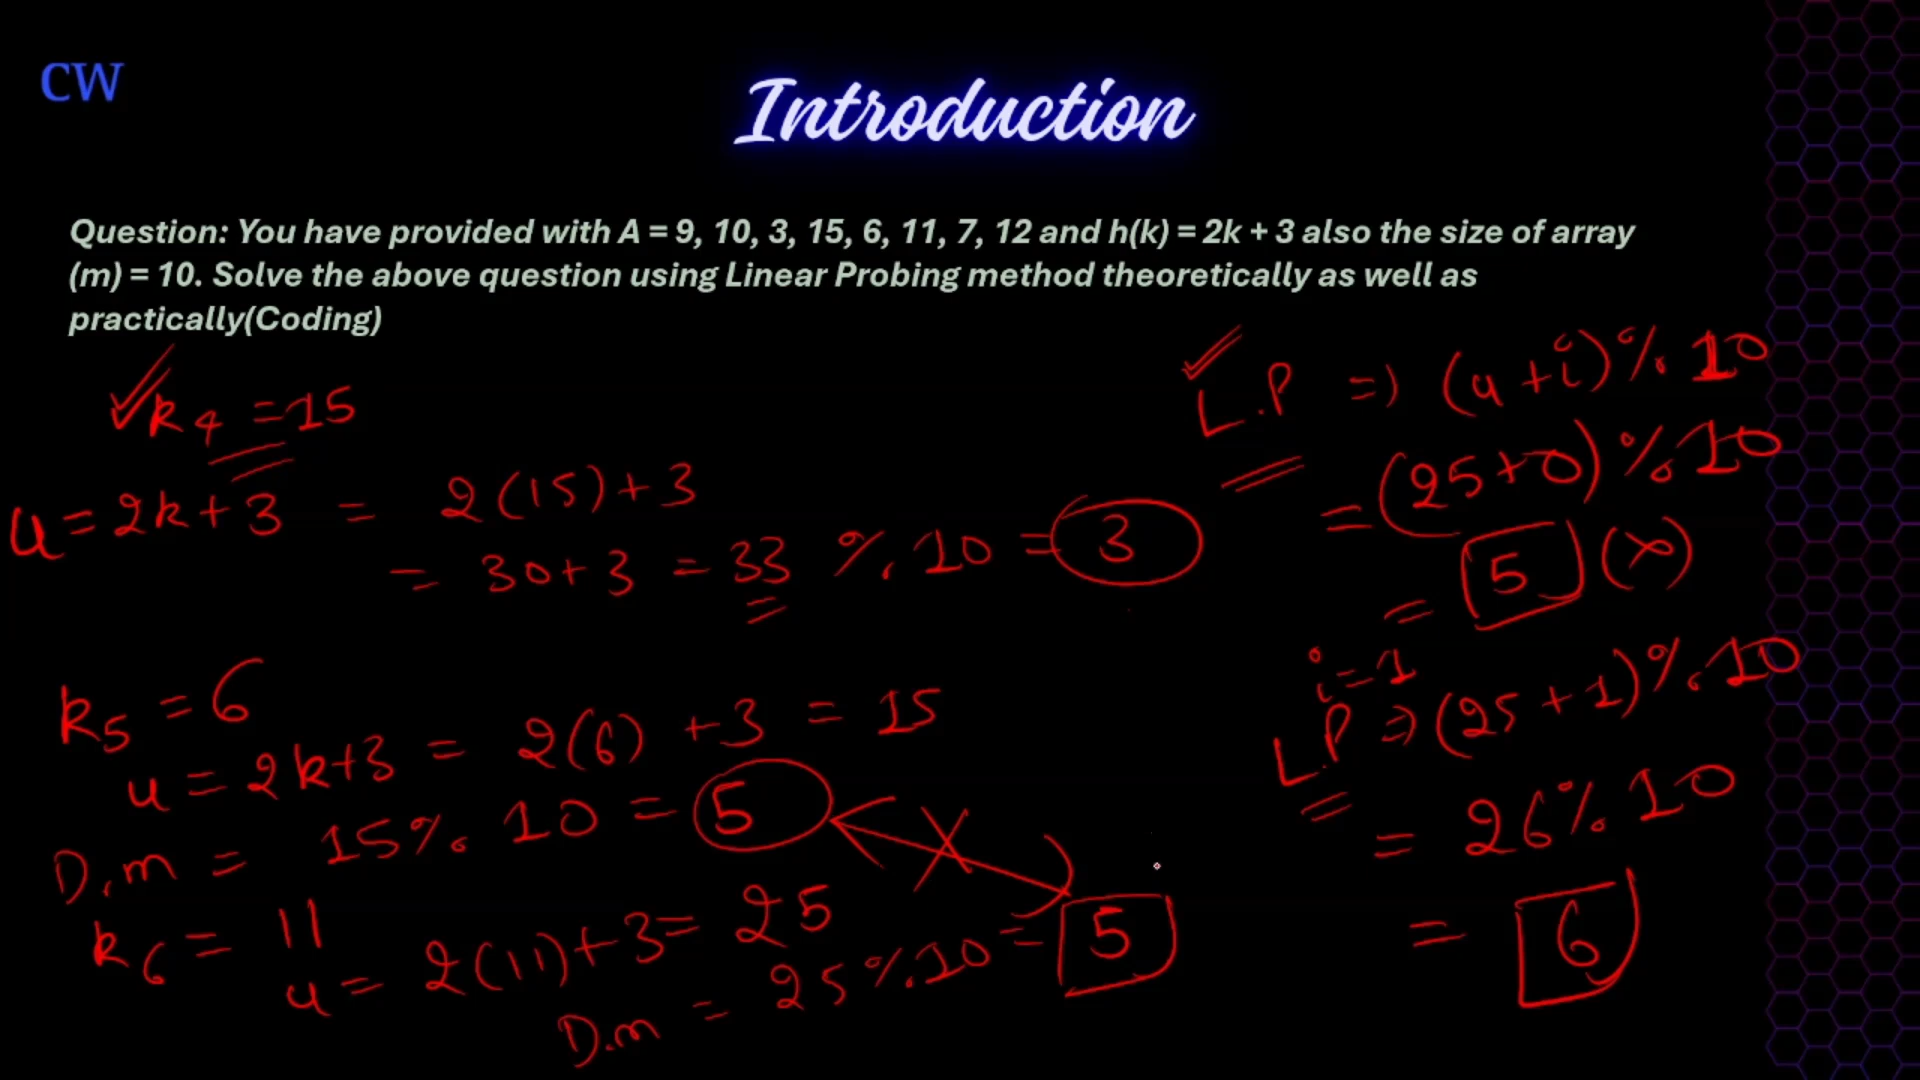 CW
Introduction
Question: You have provided with A = 9, 10, 3, 15, 6, 11, 7, 12 and h(k) = 2k + 3 also the size of array
(m) = 10. Solve the above question using Linear Probing method theoretically as well as
practically(Coding)
k4 = 15
u = 2k+3 = 2(15)+3
= 30+3 = 33 % 10 = 3
k5 = 6
u = 2k+3 = 2(6) +3 = 15
D.m = 15% 10 = 5
k6 = 11
u = 2(11)+3= 25
D.m = 25%10 = 5
L.P => (u+i)% 10
= (25+0)%10
= 5 (x)
i=1
L.P => (25+1)%10
= 26%10
= 6